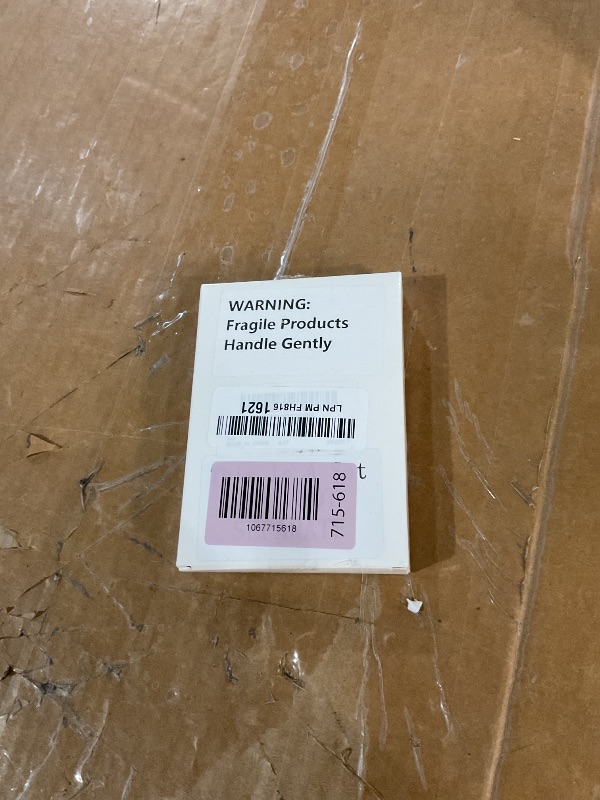 WARNING:
Fragile Products
Handle Gently
LPN PM FH816 1621
t
1067715618
715-618